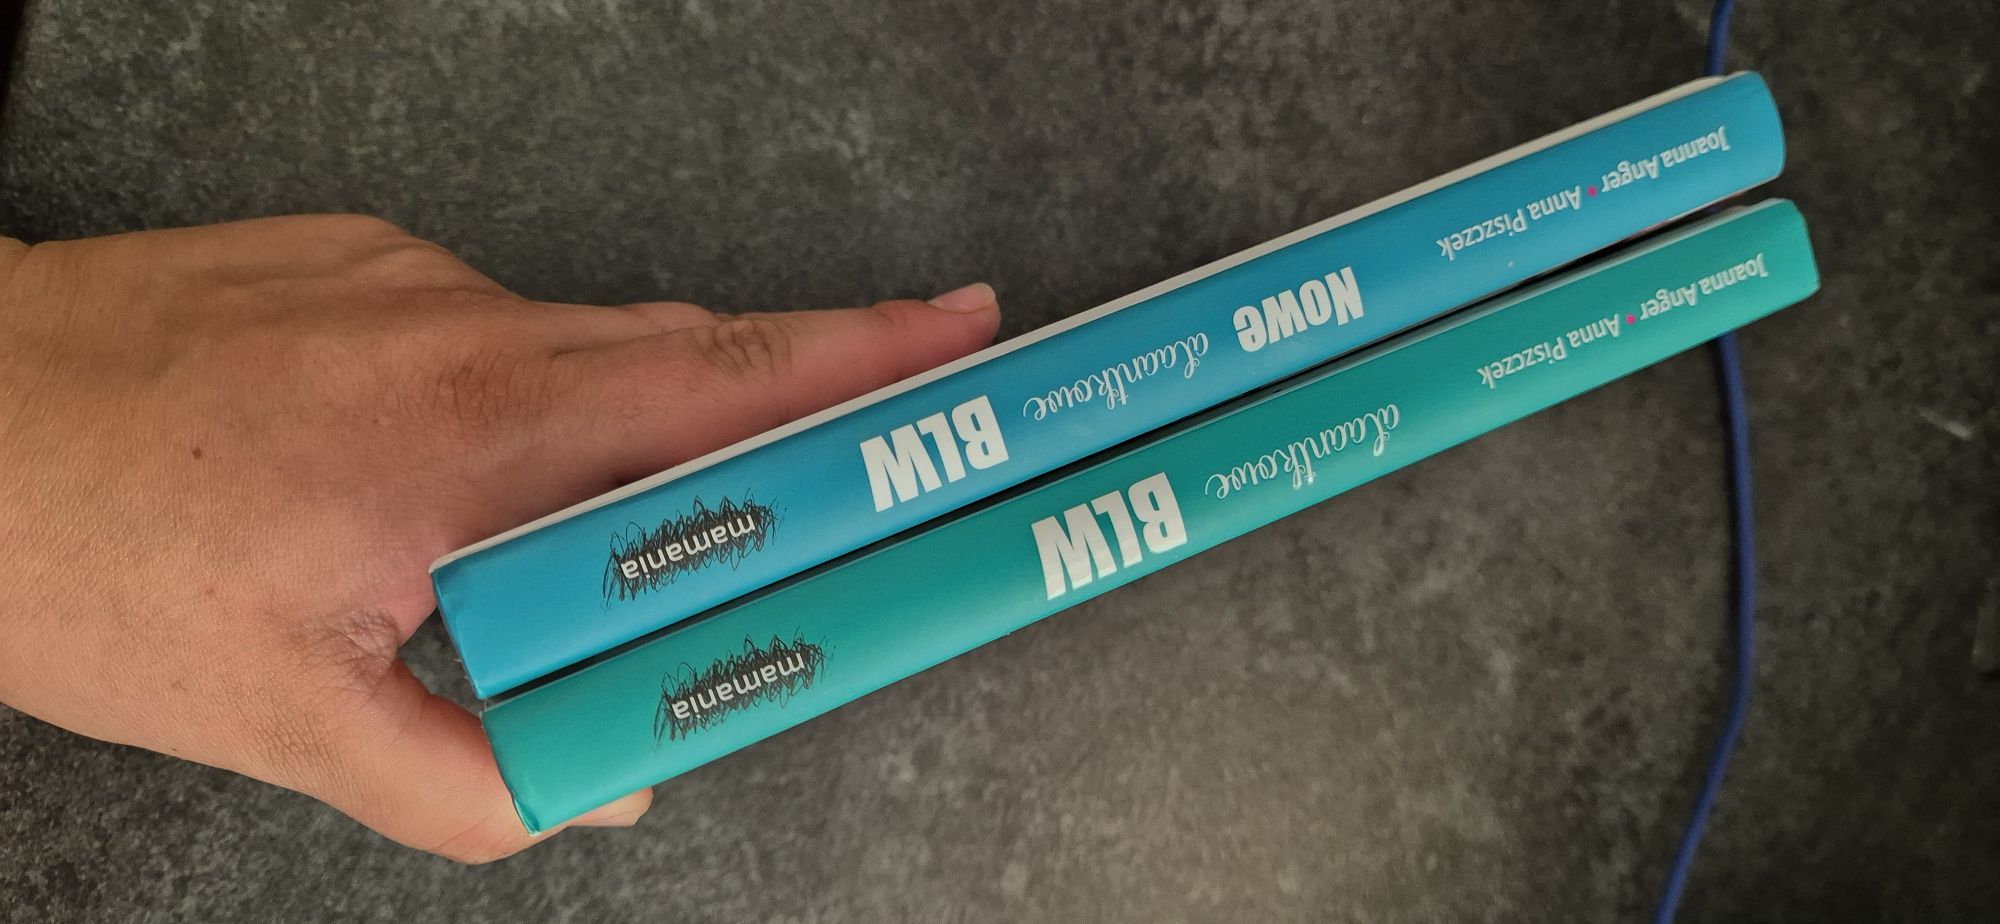 Joanna Anger • Anna Piszczek
Nowe alaantkowe BLW
mamania
Joanna Anger • Anna Piszczek
alaantkowe BLW
mamania